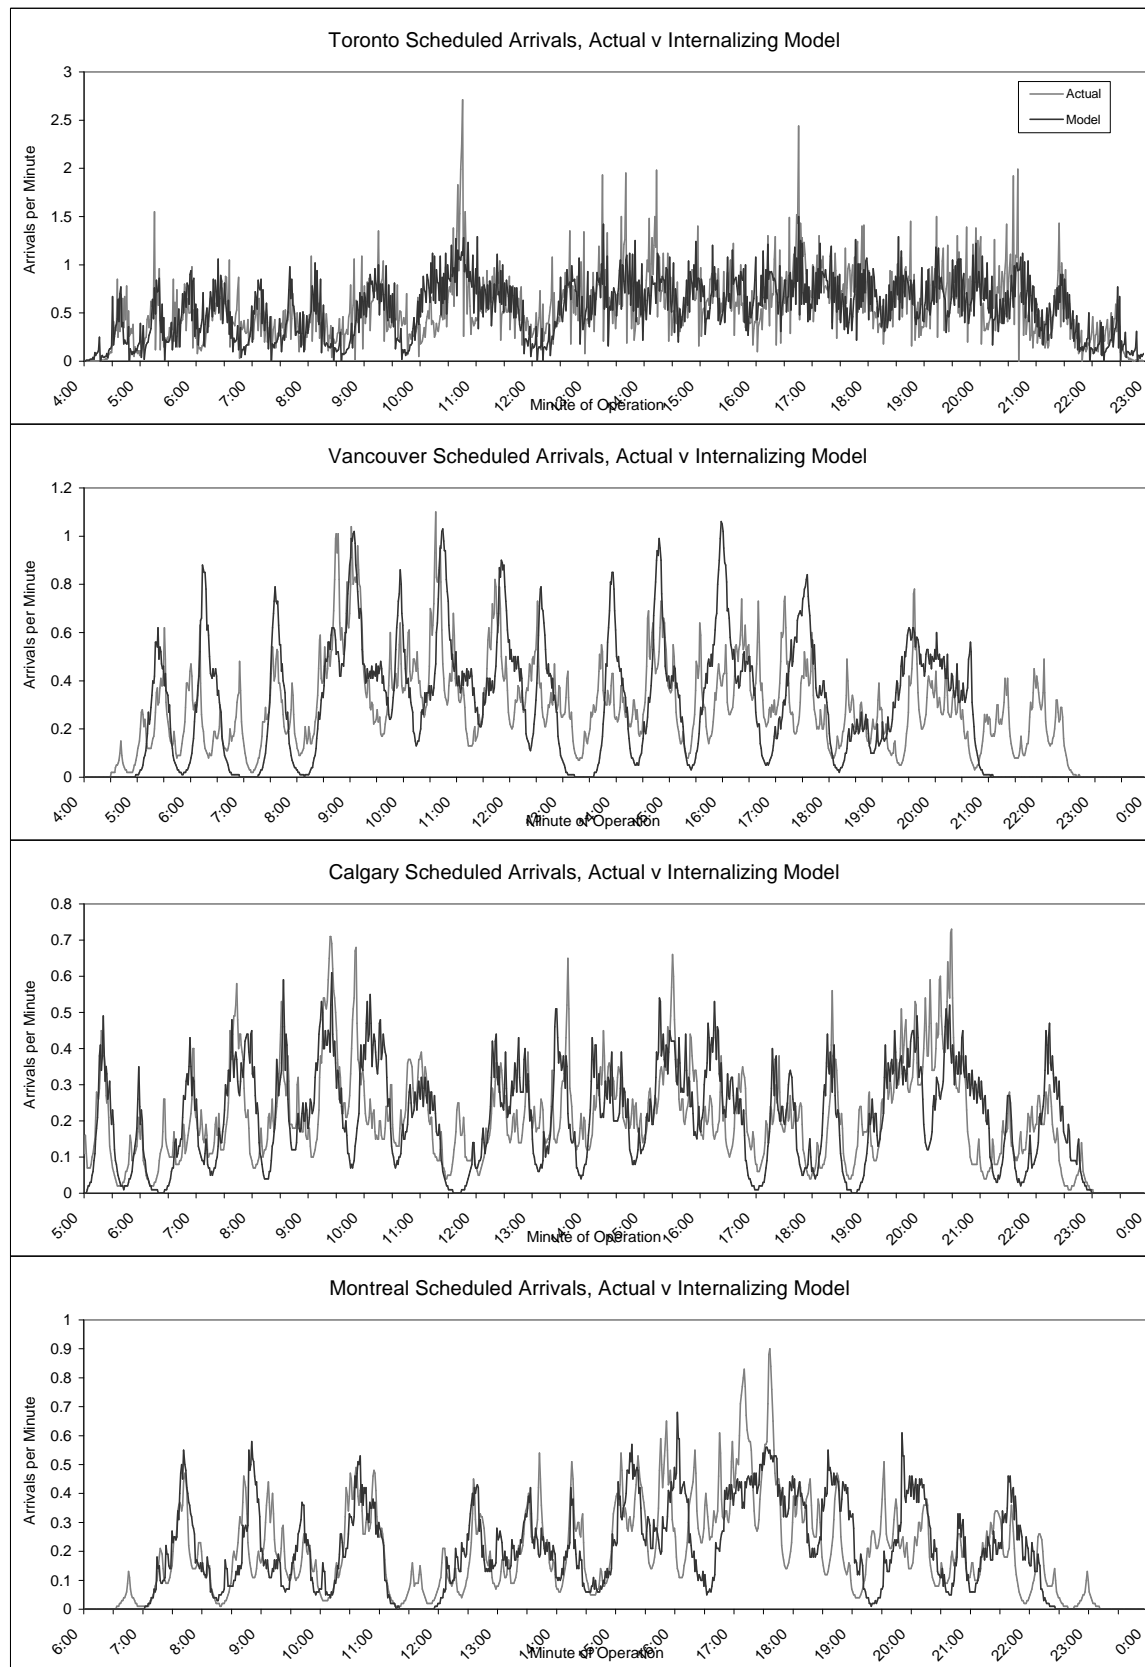 Toronto Scheduled Arrivals, Actual v Internalizing Model
3
2.5
2
1.5
1
0.5
0
Arrivals per Minute
Actual
Model
4:00 5:00 6:00 7:00 8:00 9:00 10:00 11:00 12:00 15:00 16:00 17:00 18:00 19:00 20:00 21:00 22:00 23:00
Minute of Operation
Vancouver Scheduled Arrivals, Actual v Internalizing Model
1.2
1
0.8
0.6
0.4
0.2
0
Arrivals per Minute
4:00 5:00 6:00 7:00 8:00 9:00 10:00 11:00 12:00 16:00 17:00 18:00 19:00 20:00 21:00 22:00 23:00 0:00
Minute of Operation
Calgary Scheduled Arrivals, Actual v Internalizing Model
0.8
0.7
0.6
0.5
0.4
0.3
0.2
0.1
0
Arrivals per Minute
5:00 6:00 7:00 8:00 9:00 10:00 11:00 12:00 13:00 16:00 17:00 18:00 19:00 20:00 21:00 22:00 23:00 0:00
Minute of Operation
Montreal Scheduled Arrivals, Actual v Internalizing Model
1
0.9
0.8
0.7
0.6
0.5
0.4
0.3
0.2
0.1
0
Arrivals per Minute
6:00 7:00 8:00 9:00 10:00 11:00 12:00 13:00 17:00 18:00 19:00 20:00 21:00 22:00 23:00 0:00
Minute of Operation